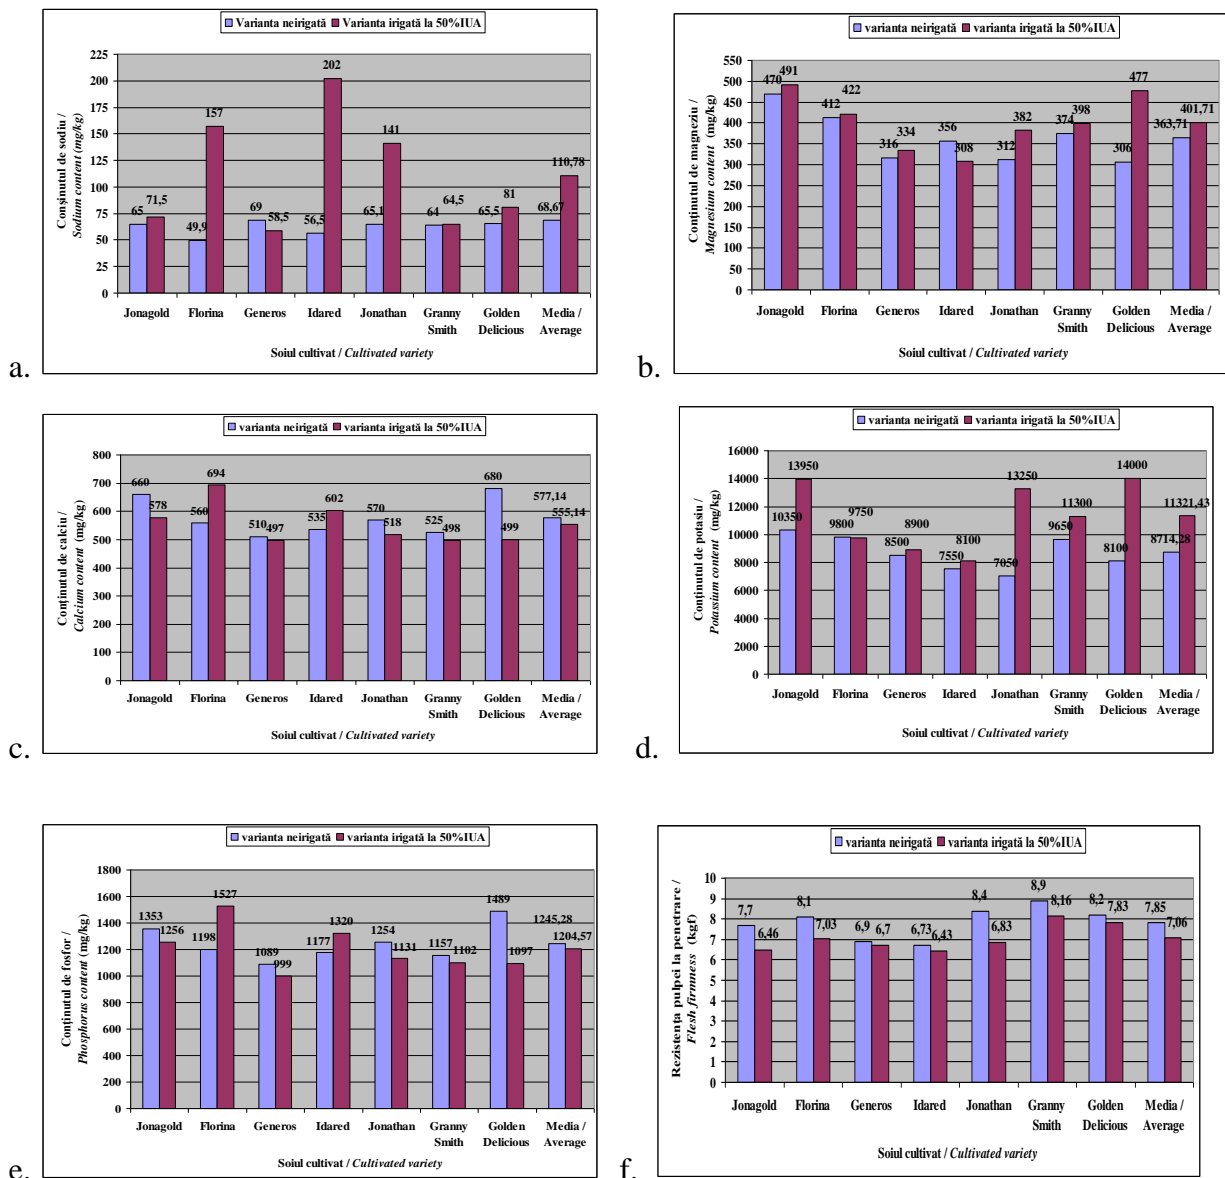 Varianta neirigată Varianta irigată la 50%IUA
Conșinutul de sodiu /
Sodium content (mg/kg)
225
200
175
150
125
100
75
50
25
0
65 71,5 49,9 157 69 58,5 56,5 202 65,1 141 64 64,5 65,5 81 68,67 110,78
Jonagold Florina Generos Idared Jonathan Granny Smith Golden Delicious Media / Average
Soiul cultivat / Cultivated variety
a.
varianta neirigată varianta irigată la 50%IUA
Conținutul de magneziu /
Magnesium content (mg/kg)
550
500
450
400
350
300
250
200
150
100
50
0
470 491 412 422 316 334 356 308 312 382 374 398 306 477 363,71 401,71
Jonagold Florina Generos Idared Jonathan Granny Smith Golden Delicious Media / Average
Soiul cultivat / Cultivated variety
b.
varianta neirigată varianta irigată la 50%IUA
Conținutul de calciu /
Calcium content (mg/kg)
800
700
600
500
400
300
200
100
0
660 578 560 694 510 497 535 602 570 518 525 498 680 499 577,14 555,14
Jonagold Florina Generos Idared Jonathan Granny Smith Golden Delicious Media / Average
Soiul cultivat / Cultivated variety
c.
varianta neirigată varianta irigată la 50%IUA
Conținutul de potasiu /
Potassium content (mg/kg)
16000
14000
12000
10000
8000
6000
4000
2000
0
10350 13950 9800 9750 8500 8900 7550 8100 7050 13250 9650 11300 8100 14000 8714,28 11321,43
Jonagold Florina Generos Idared Jonathan Granny Smith Golden Delicious Media / Average
Soiul cultivat / Cultivated variety
d.
varianta neirigată varianta irigată la 50%IUA
Conținutul de fosfor /
Phosphorus content (mg/kg)
1800
1600
1400
1200
1000
800
600
400
200
0
1353 1256 1198 1527 1089 999 1177 1320 1254 1131 1157 1102 1489 1097 1245,28 1204,57
Jonagold Florina Generos Idared Jonathan Granny Smith Golden Delicious Media / Average
Soiul cultivat / Cultivated variety
e.
varianta neirigată varianta irigată la 50%IUA
Rezistența pulpei la penetrare /
Flesh firmness (kgf)
10
9
8
7
6
5
4
3
2
1
0
7,7 6,46 8,1 7,03 6,9 6,7 6,73 6,43 8,4 6,83 8,9 8,16 8,2 7,83 7,85 7,06
Jonagold Florina Generos Idared Jonathan Granny Smith Golden Delicious Media / Average
Soiul cultivat / Cultivated variety
f.